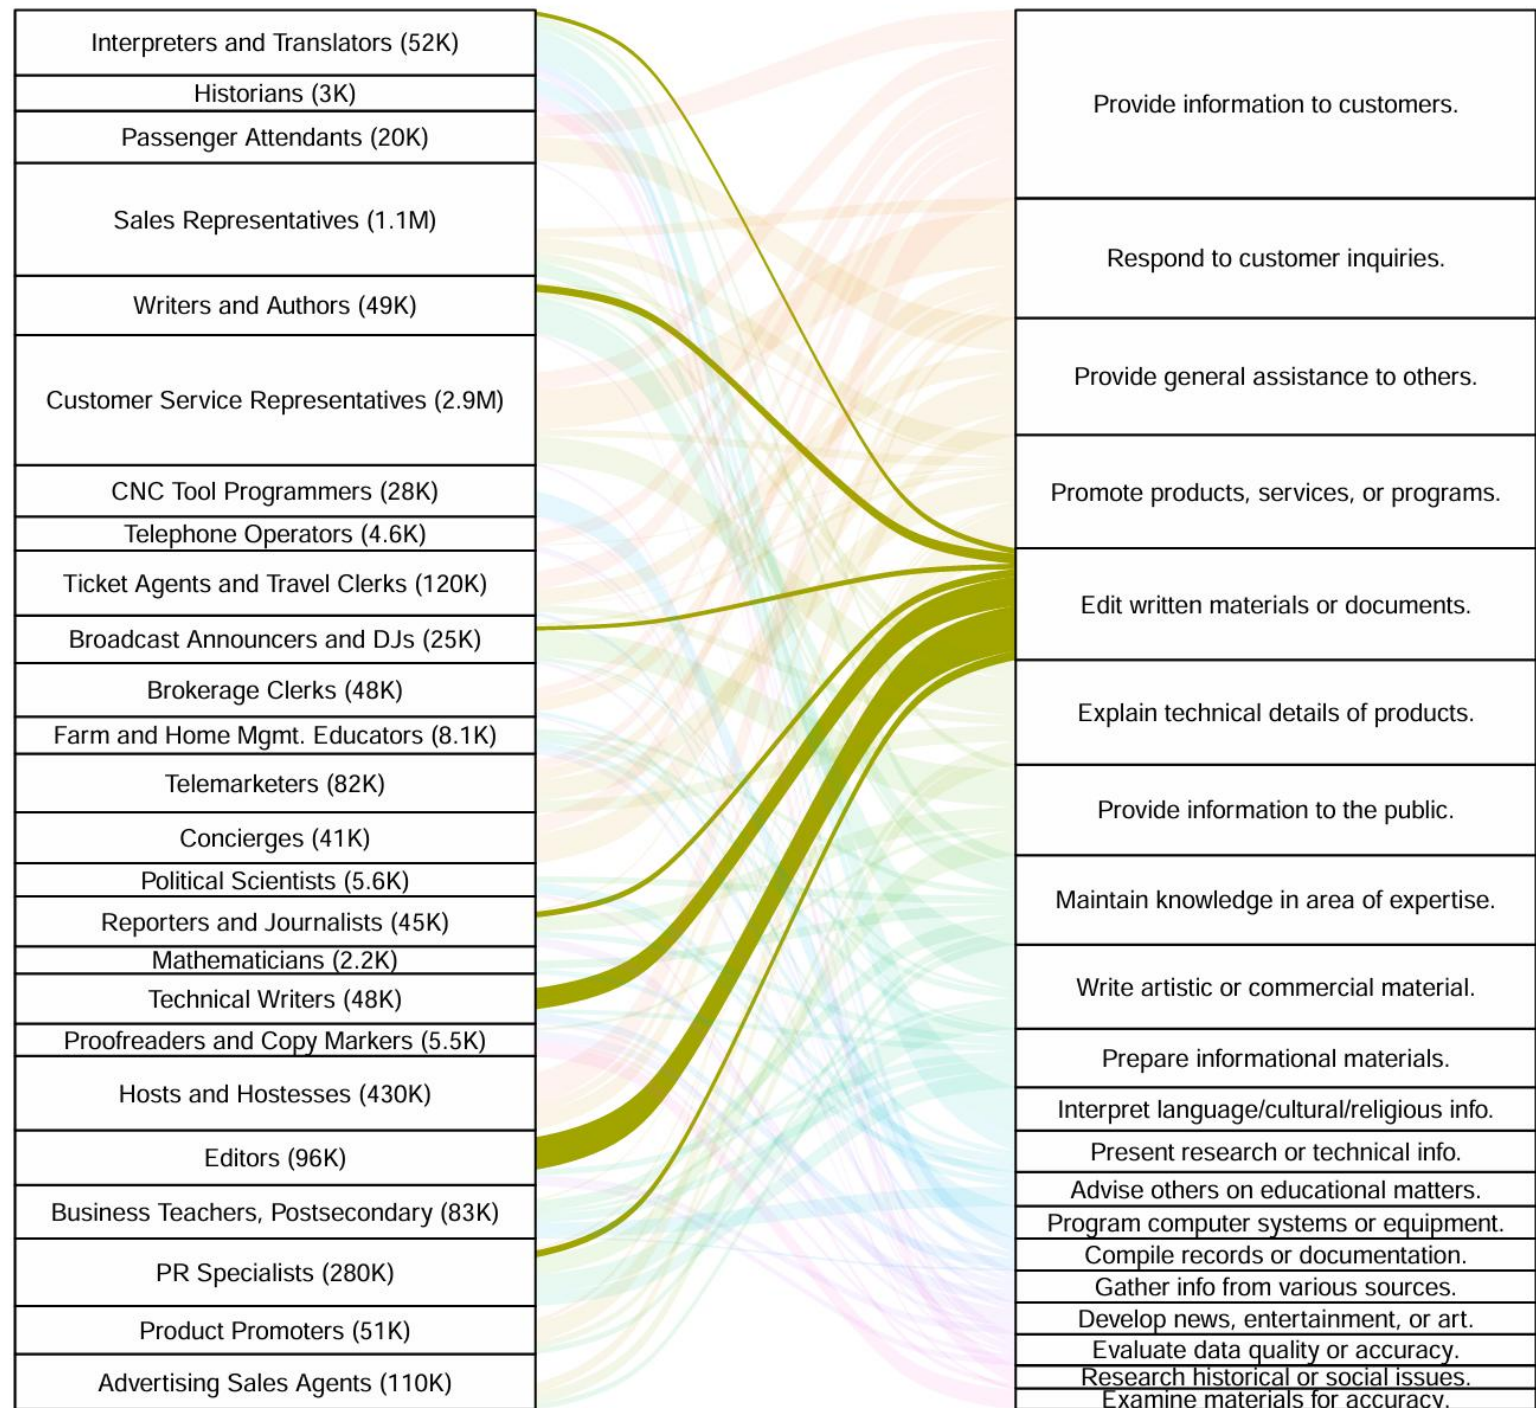 Interpreters and Translators (52K)
Historians (3K)
Passenger Attendants (20K)
Sales Representatives (1.1M)
Writers and Authors (49K)
Customer Service Representatives (2.9M)
CNC Tool Programmers (28K)
Telephone Operators (4.6K)
Ticket Agents and Travel Clerks (120K)
Broadcast Announcers and DJs (25K)
Brokerage Clerks (48K)
Farm and Home Mgmt. Educators (8.1K)
Telemarketers (82K)
Concierges (41K)
Political Scientists (5.6K)
Reporters and Journalists (45K)
Mathematicians (2.2K)
Technical Writers (48K)
Proofreaders and Copy Markers (5.5K)
Hosts and Hostesses (430K)
Editors (96K)
Business Teachers, Postsecondary (83K)
PR Specialists (280K)
Product Promoters (51K)
Advertising Sales Agents (110K)
Provide information to customers.
Respond to customer inquiries.
Provide general assistance to others.
Promote products, services, or programs.
Edit written materials or documents.
Explain technical details of products.
Provide information to the public.
Maintain knowledge in area of expertise.
Write artistic or commercial material.
Prepare informational materials.
Interpret language/cultural/religious info.
Present research or technical info.
Advise others on educational matters.
Program computer systems or equipment.
Compile records or documentation.
Gather info from various sources.
Develop news, entertainment, or art.
Evaluate data quality or accuracy.
Research historical or social issues.
Examine materials for accuracy.